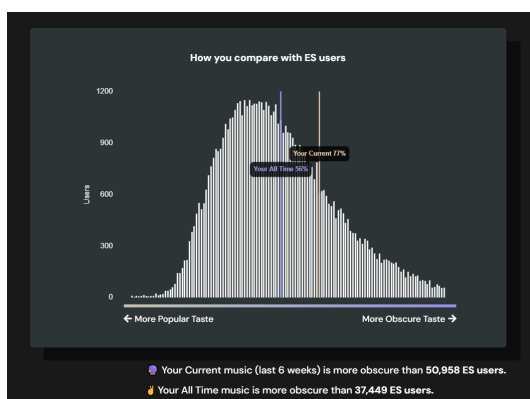 How you compare with ES users
1200
900
600
300
0
Users
Your Current 77%
Your All Time 56%
← More Popular Taste
More Obscure Taste →
🔮 Your Current music (last 6 weeks) is more obscure than 50,958 ES users.
✌ Your All Time music is more obscure than 37,449 ES users.